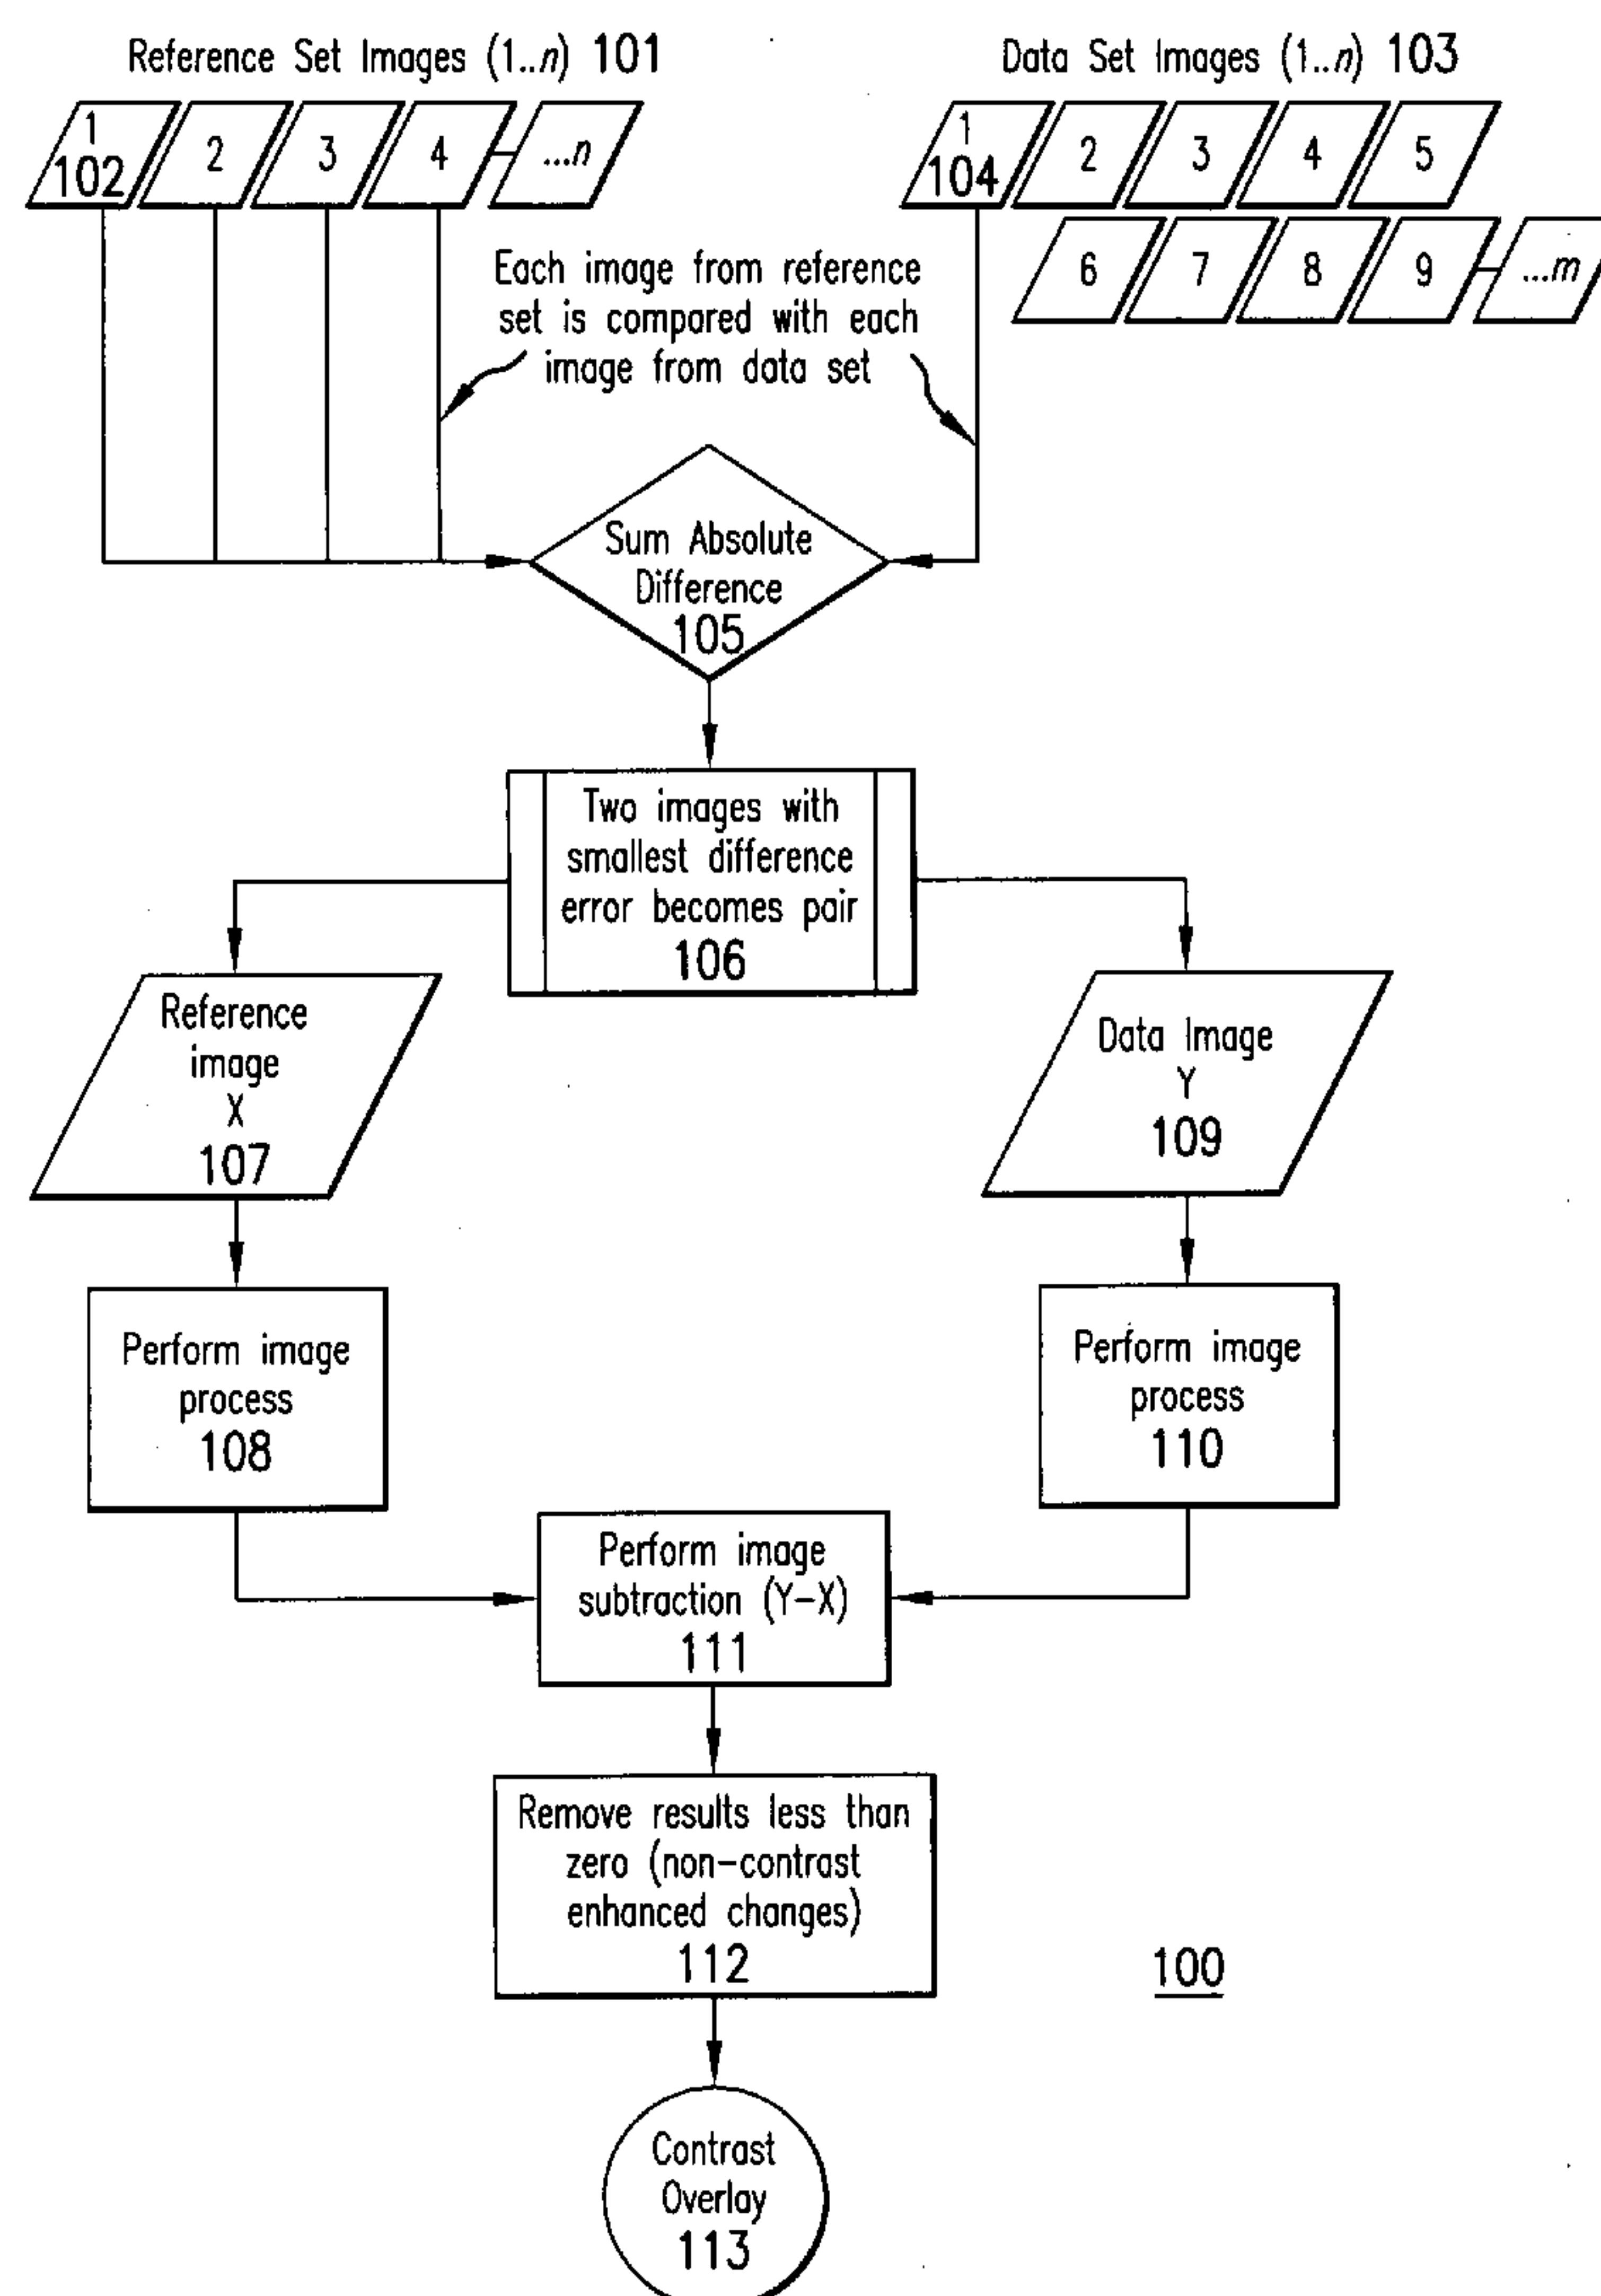 Reference Set Images (1..n) 101
1
102
2
3
4
...n
Data Set Images (1..n) 103
1
104
2
3
4
5
6
7
8
9
...m
Each image from reference
set is compared with each
image from data set
Sum Absolute
Difference
105
Two images with
smallest difference
error becomes pair
106
Reference
image
X
107
Data Image
Y
109
Perform image
process
108
Perform image
process
110
Perform image
subtraction (Y-X)
111
Remove results less than
zero (non-contrast
enhanced changes)
112
100
Contrast
Overlay
113